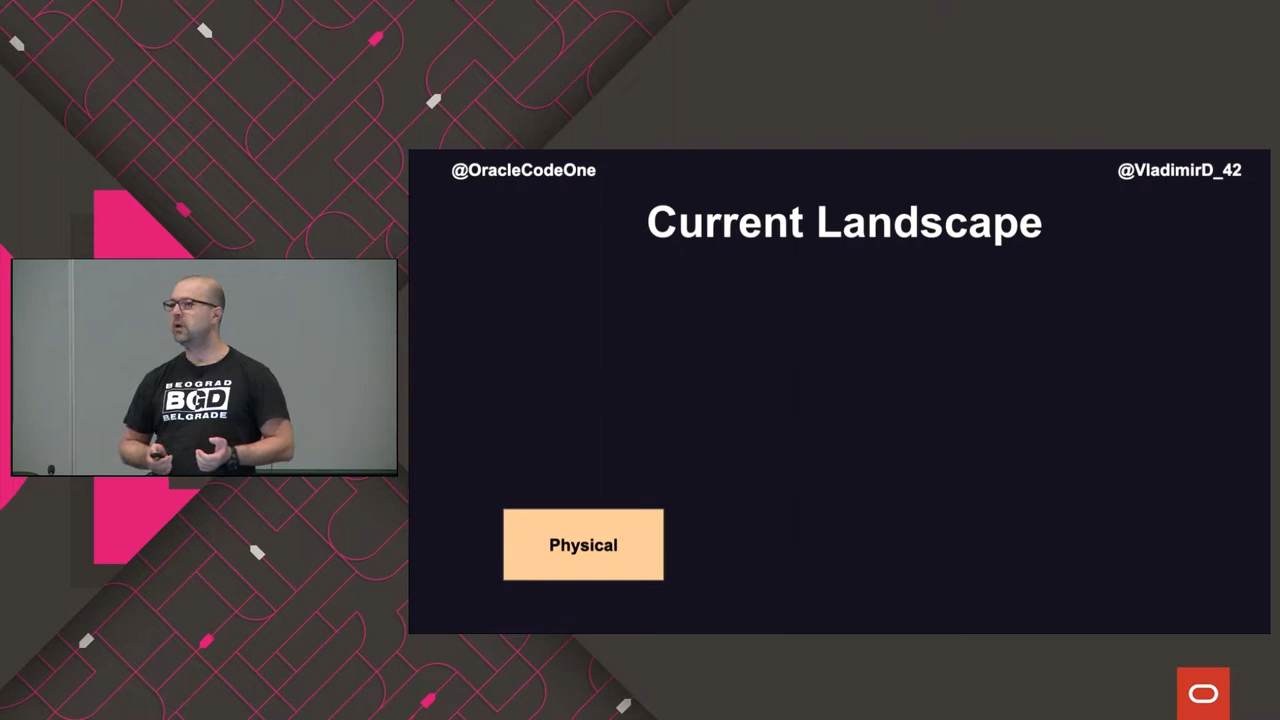 @OracleCodeOne
@VladimirD_42
Current Landscape
BEOGRAD
BGD
BELGRADE
Physical